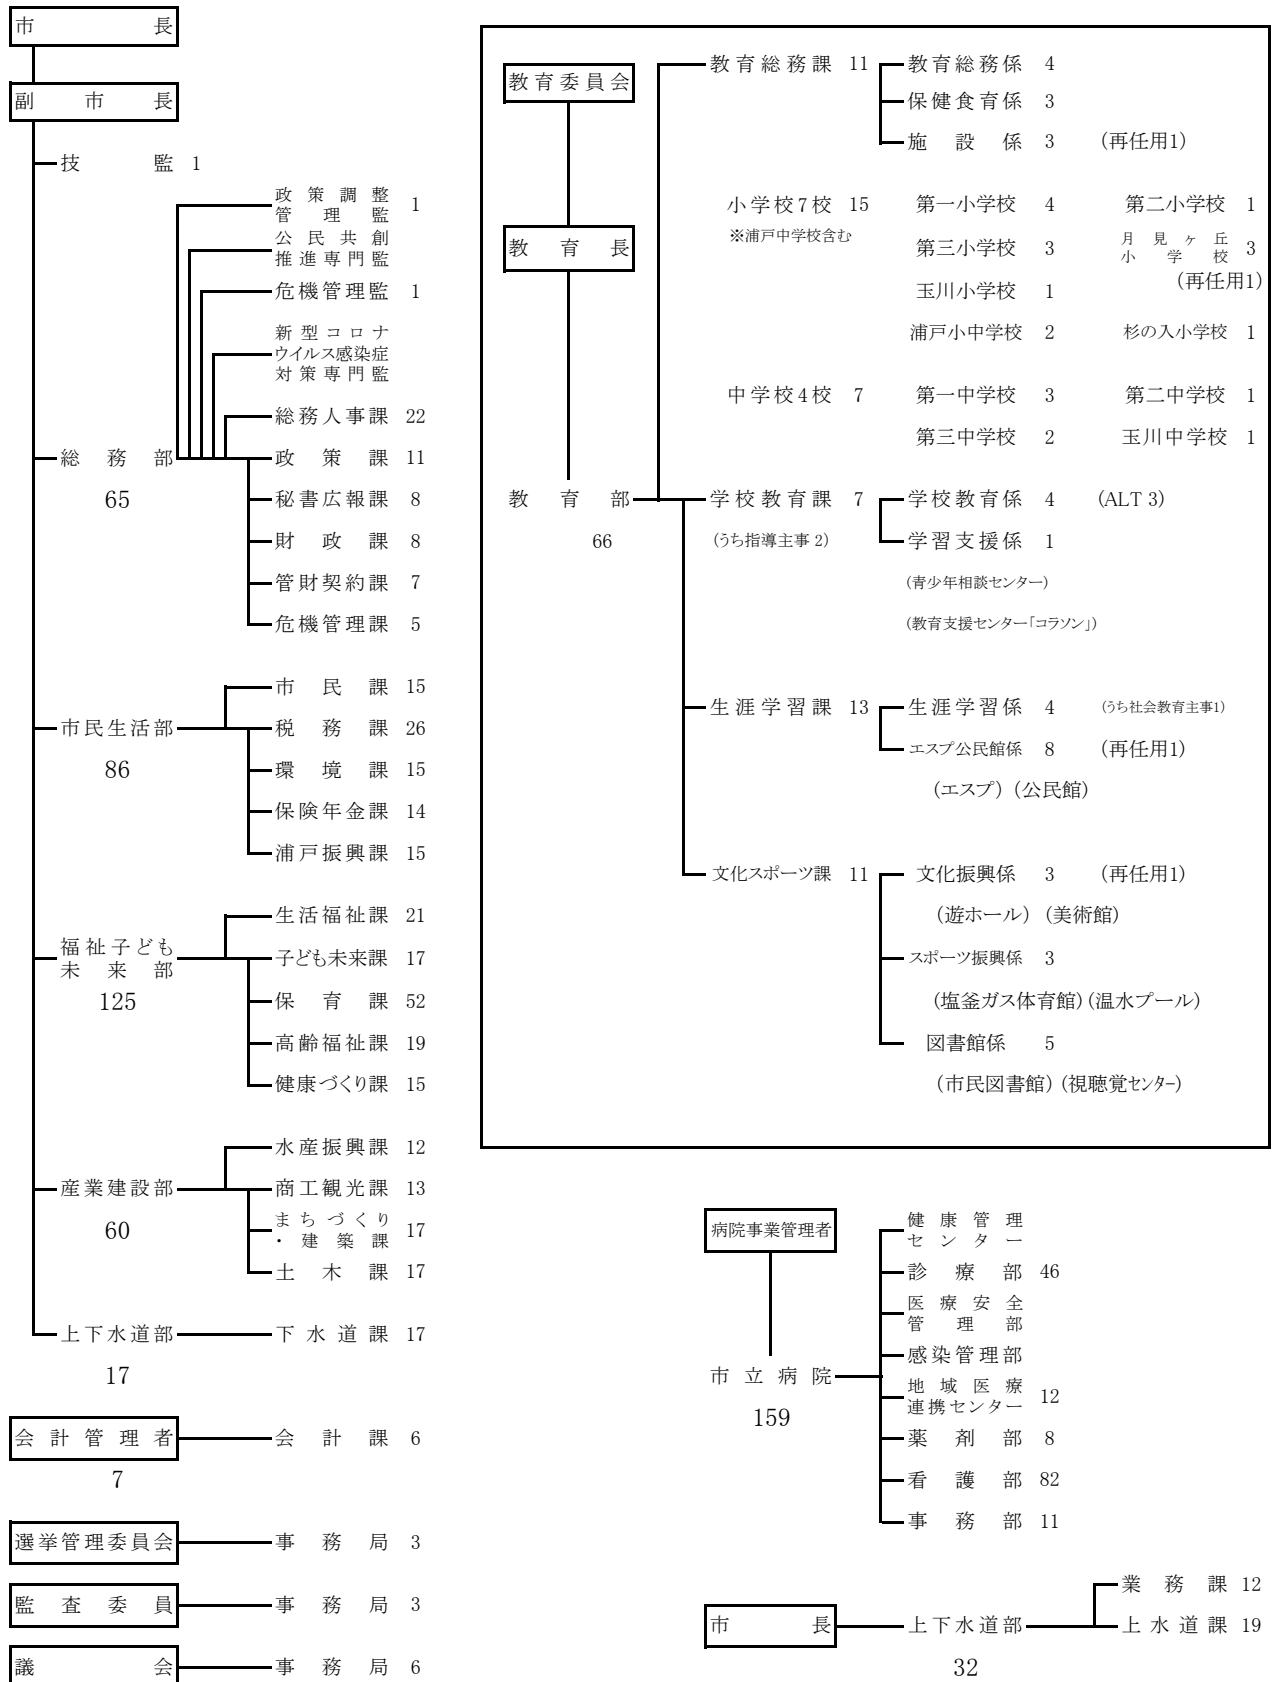 市長
副市長
技監 1
政策調整
管理監 1
公民共創
推進専門監
危機管理監 1
新型コロナ
ウイルス感染症
対策専門監
総務人事課 22
総務部
65
政策課 11
秘書広報課 8
財政課 8
管財契約課 7
危機管理課 5
市民課 15
市民生活部
86
税務課 26
環境課 15
保険年金課 14
浦戸振興課 15
生活福祉課 21
福祉子ども
未来部
125
子ども未来課 17
保育課 52
高齢福祉課 19
健康づくり課 15
水産振興課 12
産業建設部
60
商工観光課 13
まちづくり
・建築課 17
土木課 17
上下水道部
17
下水道課 17
会計管理者
7
会計課 6
選挙管理委員会 事務局 3
監査委員 事務局 3
議会 事務局 6
教育委員会
教育長
教育部
66
教育総務課 11
教育総務係 4
保健食育係 3
施設係 3 (再任用1)
小学校7校 15
※浦戸中学校含む
第一小学校 4 第二小学校 1
第三小学校 3
月見ヶ丘
小学校 3
(再任用1)
玉川小学校 1
浦戸小中学校 2 杉の入小学校 1
中学校4校 7
第一中学校 3 第二中学校 1
第三中学校 2 玉川中学校 1
学校教育課 7
(うち指導主事 2)
学校教育係 4 (ALT 3)
学習支援係 1
(青少年相談センター)
(教育支援センター「コラソン」)
生涯学習課 13
生涯学習係 4 (うち社会教育主事1)
エスプ公民館係 8 (再任用1)
(エスプ) (公民館)
文化スポーツ課 11
文化振興係 3 (再任用1)
(遊ホール) (美術館)
スポーツ振興係 3
(塩釜ガス体育館) (温水プール)
図書館係 5
(市民図書館) (視聴覚センター)
病院事業管理者
市立病院
159
健康管理
センター
診療部 46
医療安全
管理部
感染管理部
地域医療
連携センター 12
薬剤部 8
看護部 82
事務部 11
市長
上下水道部
32
業務課 12
上水道課 19